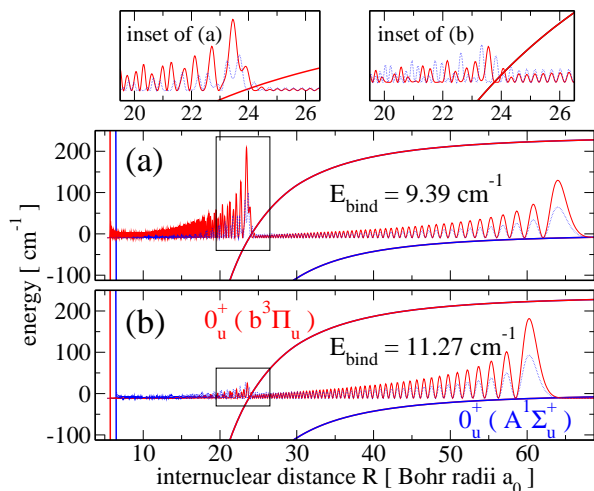 inset of (a)
inset of (b)
20 22 24 26
20 22 24 26
200
100
0
-100
(a)
E_bind = 9.39 cm^-1
energy [ cm^-1 ]
200
100
0
-100
(b)
0_u^+ ( b^3Π_u )
E_bind = 11.27 cm^-1
0_u^+ ( A^1Σ_u^+ )
10 20 30 40 50 60
internuclear distance R [ Bohr radii a_0 ]